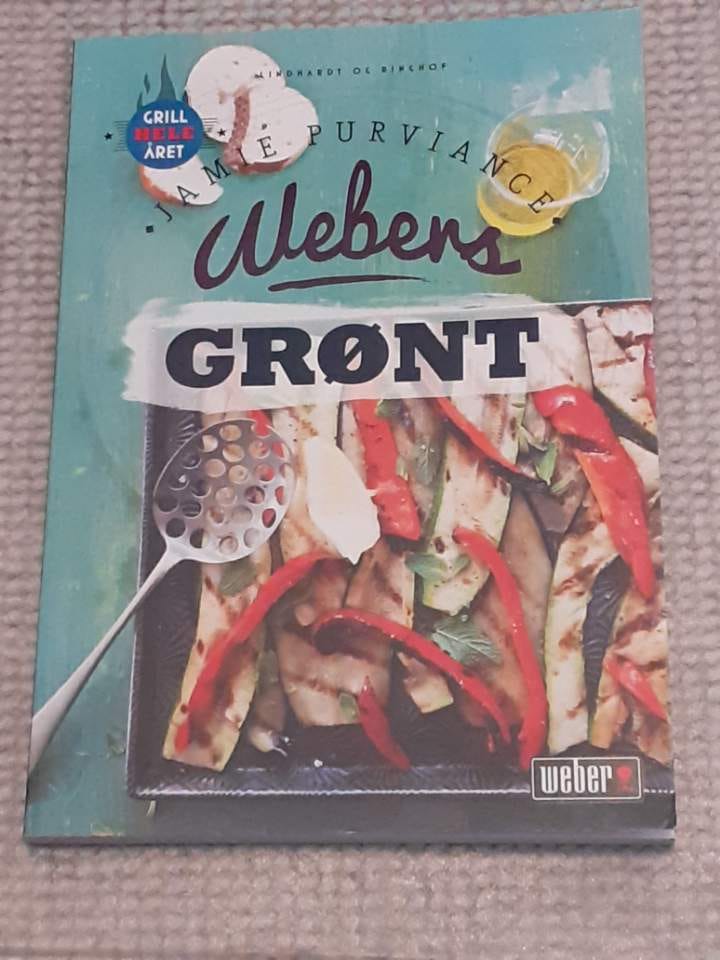 LINDHARDT OG RINGHOF
GRILL
HELE
ÅRET
JAMIE PURVIANCE
Webers
GRØNT
weber